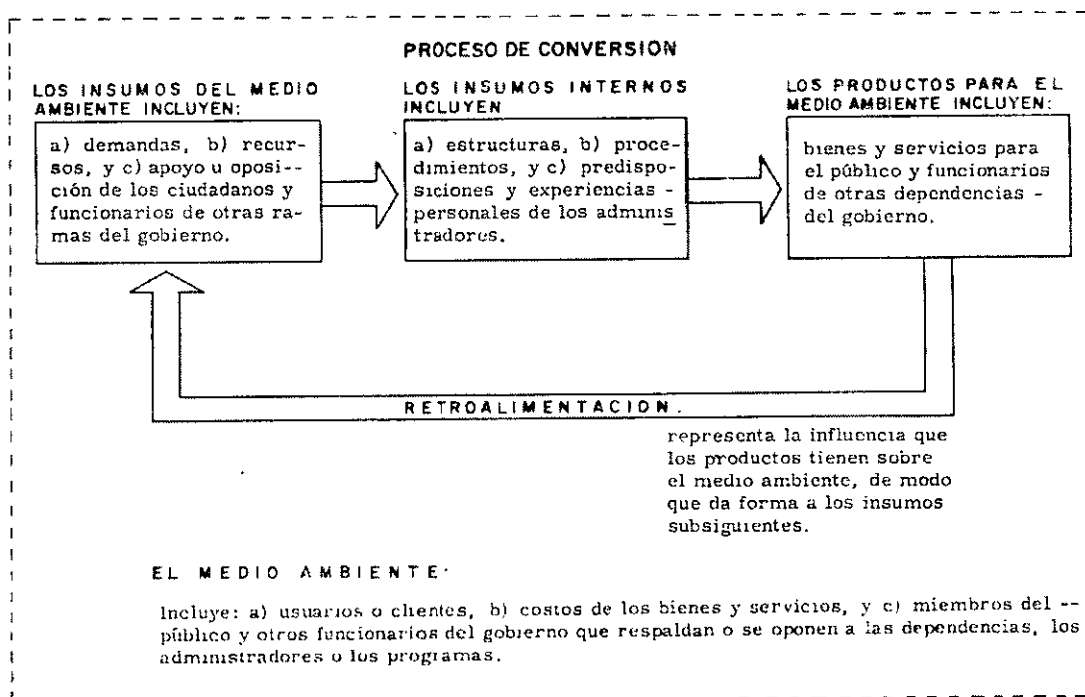 PROCESO DE CONVERSION
LOS INSUMOS DEL MEDIO
AMBIENTE INCLUYEN:
a) demandas, b) recur-
sos, y c) apoyo u oposi--
ción de los ciudadanos y
funcionarios de otras ra-
mas del gobierno.
LOS INSUMOS INTERNOS
INCLUYEN
a) estructuras, b) proce-
dimientos, y c) predispo-
siciones y experiencias -
personales de los adminis
tradores.
LOS PRODUCTOS PARA EL
MEDIO AMBIENTE INCLUYEN:
bienes y servicios para
el público y funcionarios
de otras dependencias -
del gobierno.
RETROALIMENTACION.
representa la influencia que
los productos tienen sobre
el medio ambiente, de modo
que da forma a los insumos
subsiguientes.
EL MEDIO AMBIENTE·
Incluye: a) usuarios o clientes, b) costos de los bienes y servicios, y c) miembros del --
público y otros funcionarios del gobierno que respaldan o se oponen a las dependencias, los
administradores o los programas.